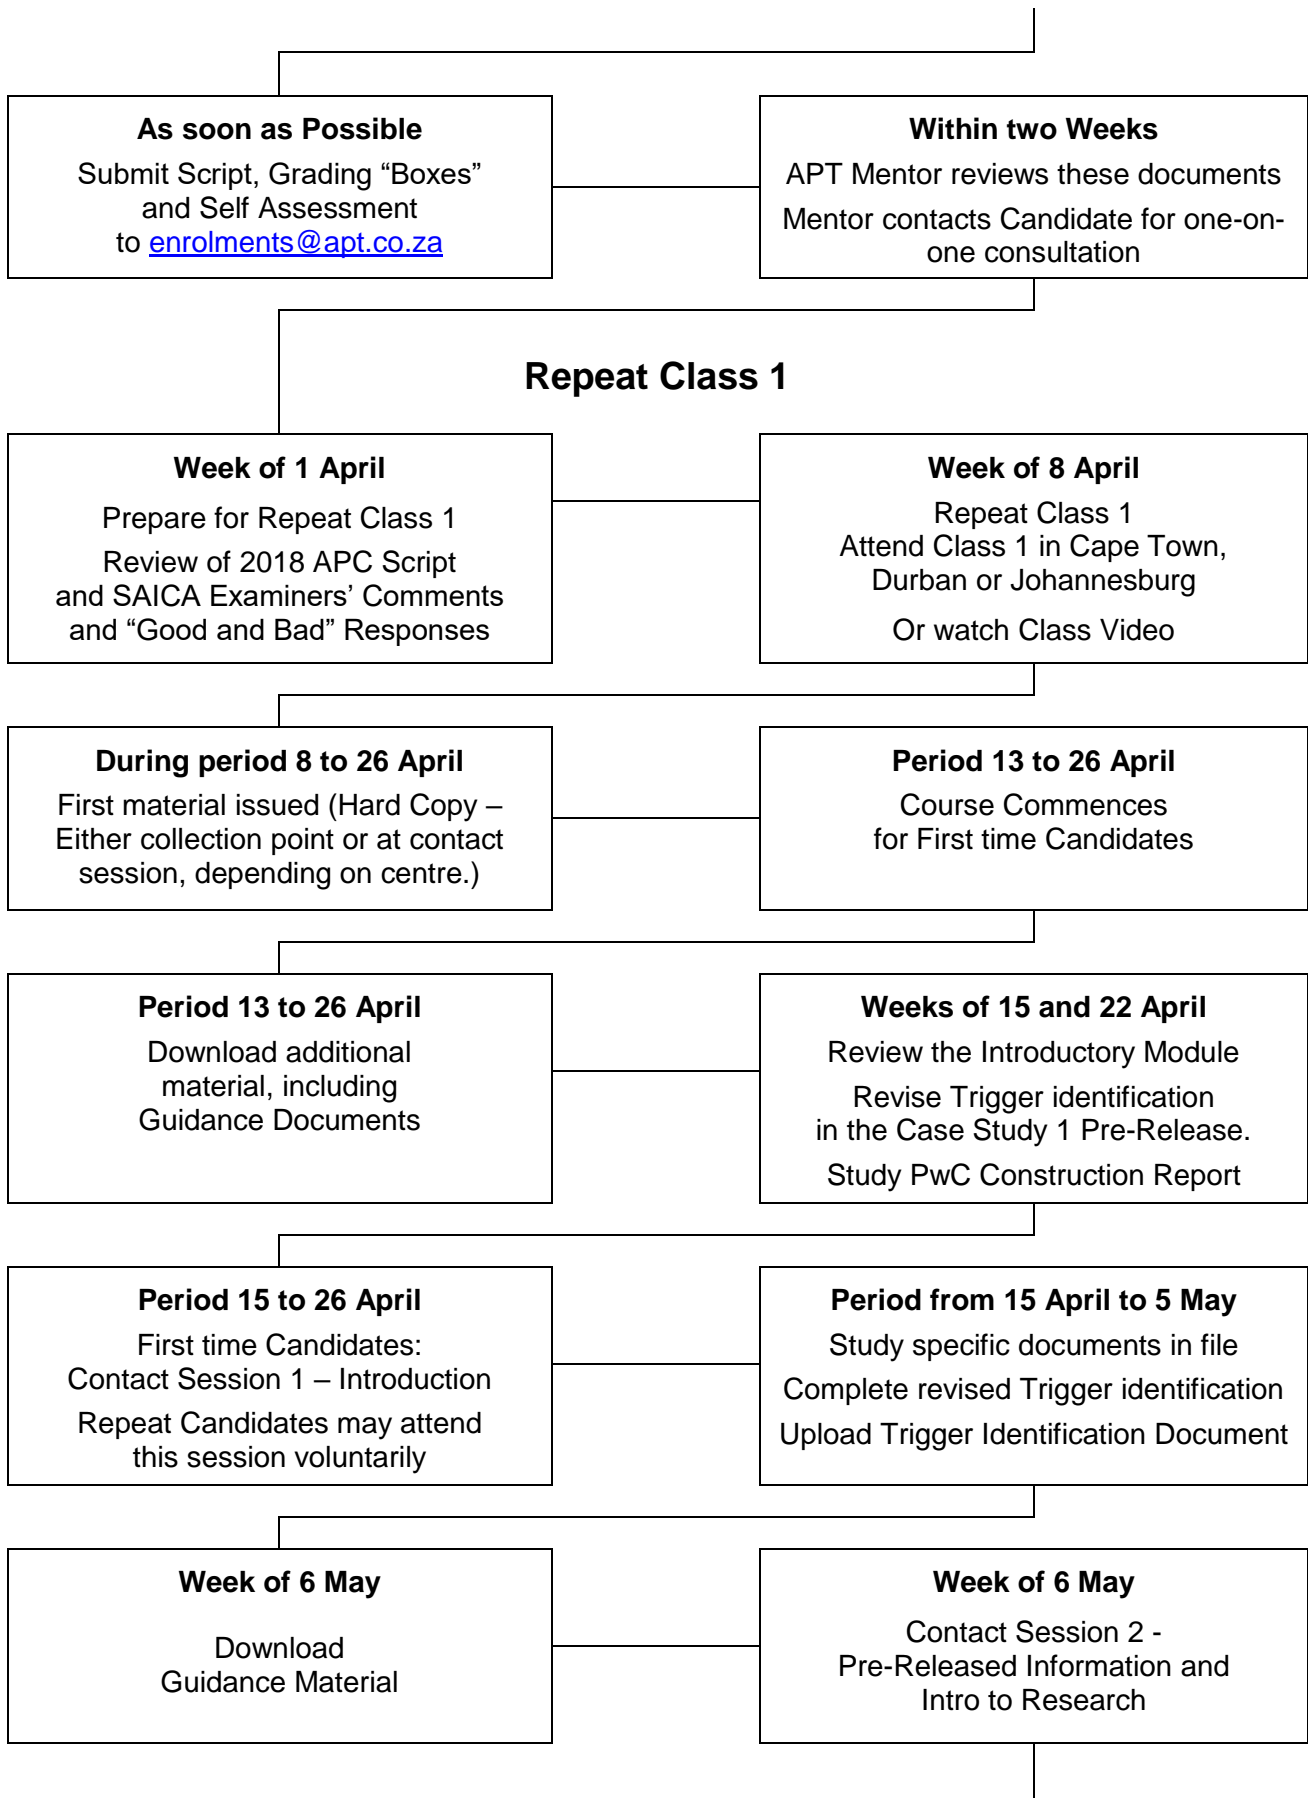 As soon as Possible
Submit Script, Grading “Boxes”
and Self Assessment
to enrolments@apt.co.za
Within two Weeks
APT Mentor reviews these documents
Mentor contacts Candidate for one-on-
one consultation
Repeat Class 1
Week of 1 April
Prepare for Repeat Class 1
Review of 2018 APC Script
and SAICA Examiners’ Comments
and “Good and Bad” Responses
Week of 8 April
Repeat Class 1
Attend Class 1 in Cape Town,
Durban or Johannesburg
Or watch Class Video
During period 8 to 26 April
First material issued (Hard Copy –
Either collection point or at contact
session, depending on centre.)
Period 13 to 26 April
Course Commences
for First time Candidates
Period 13 to 26 April
Download additional
material, including
Guidance Documents
Weeks of 15 and 22 April
Review the Introductory Module
Revise Trigger identification
in the Case Study 1 Pre-Release.
Study PwC Construction Report
Period 15 to 26 April
First time Candidates:
Contact Session 1 – Introduction
Repeat Candidates may attend
this session voluntarily
Period from 15 April to 5 May
Study specific documents in file
Complete revised Trigger identification
Upload Trigger Identification Document
Week of 6 May
Download
Guidance Material
Week of 6 May
Contact Session 2 -
Pre-Released Information and
Intro to Research